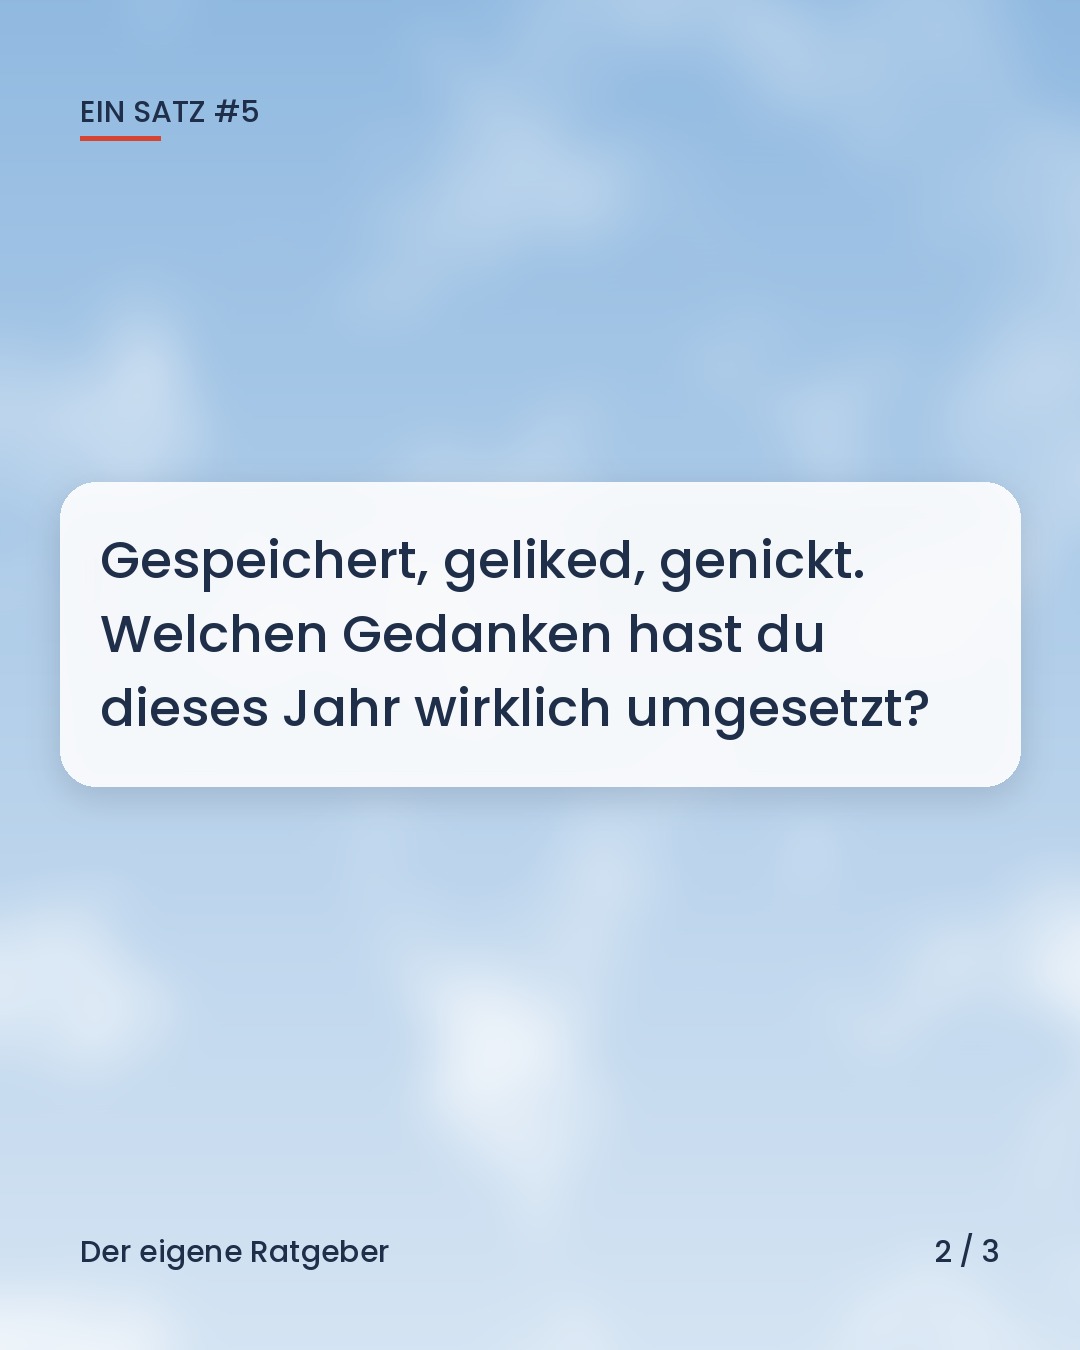 EIN SATZ #5
Gespeichert, geliked, genickt.
Welchen Gedanken hast du
dieses Jahr wirklich umgesetzt?
Der eigene Ratgeber
2 / 3